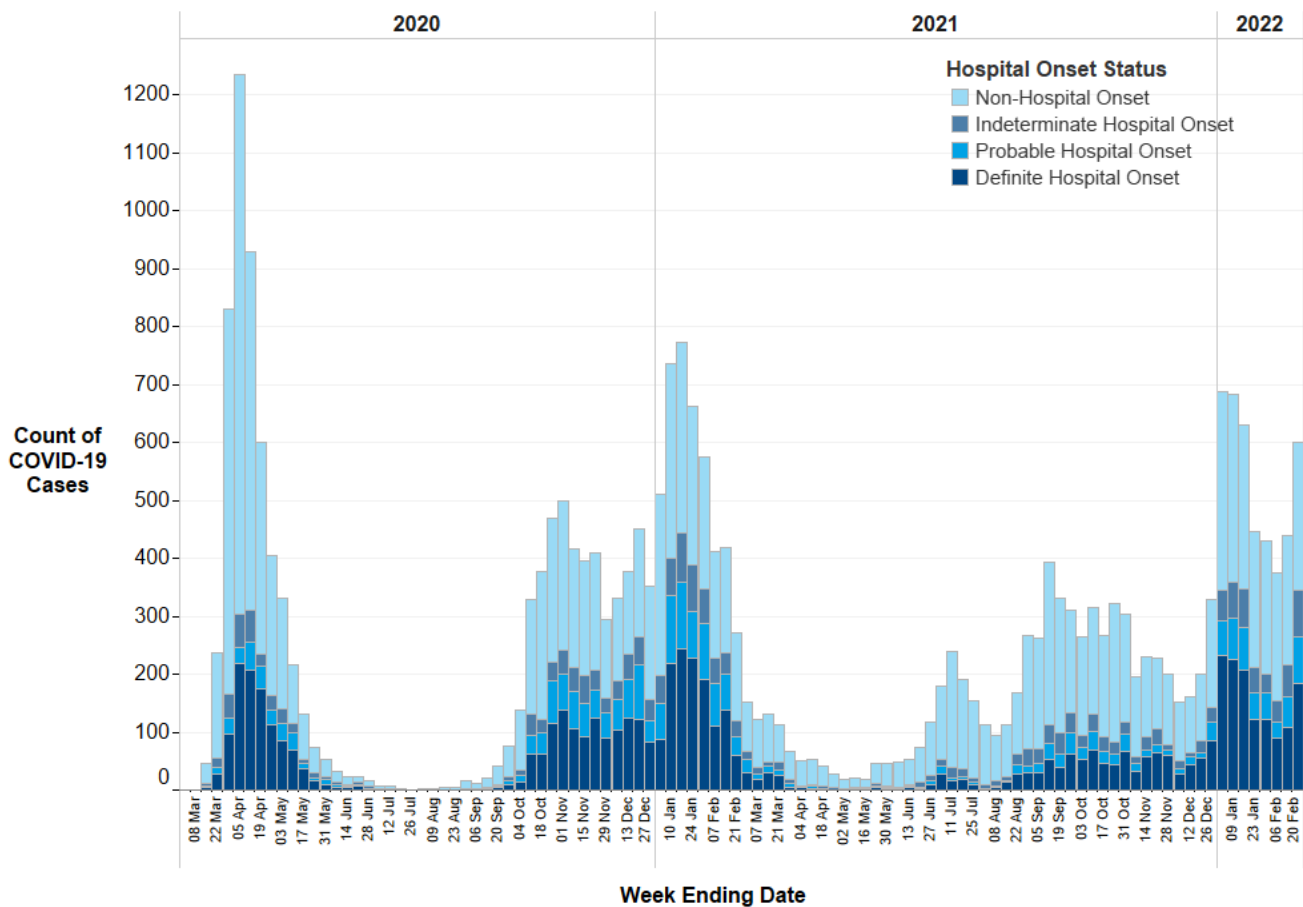 2020
2021
2022
Hospital Onset Status
Non-Hospital Onset
Indeterminate Hospital Onset
Probable Hospital Onset
Definite Hospital Onset
1200
1100
1000
900
800
700
600
500
400
300
200
100
0
Count of
COVID-19
Cases
08 Mar
22 Mar
05 Apr
19 Apr
03 May
17 May
31 May
14 Jun
28 Jun
12 Jul
26 Jul
09 Aug
23 Aug
06 Sep
20 Sep
04 Oct
18 Oct
01 Nov
15 Nov
29 Nov
13 Dec
27 Dec
10 Jan
24 Jan
07 Feb
21 Feb
07 Mar
21 Mar
04 Apr
18 Apr
02 May
16 May
30 May
13 Jun
27 Jun
11 Jul
25 Jul
08 Aug
22 Aug
05 Sep
19 Sep
03 Oct
17 Oct
31 Oct
14 Nov
28 Nov
12 Dec
26 Dec
09 Jan
23 Jan
06 Feb
20 Feb
Week Ending Date